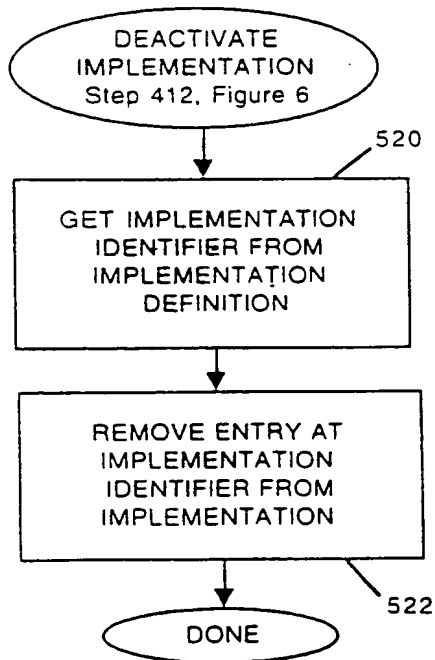 DEACTIVATE
IMPLEMENTATION
Step 412, Figure 6
520
GET IMPLEMENTATION
IDENTIFIER FROM
IMPLEMENTATION
DEFINITION
REMOVE ENTRY AT
IMPLEMENTATION
IDENTIFIER FROM
IMPLEMENTATION
522
DONE